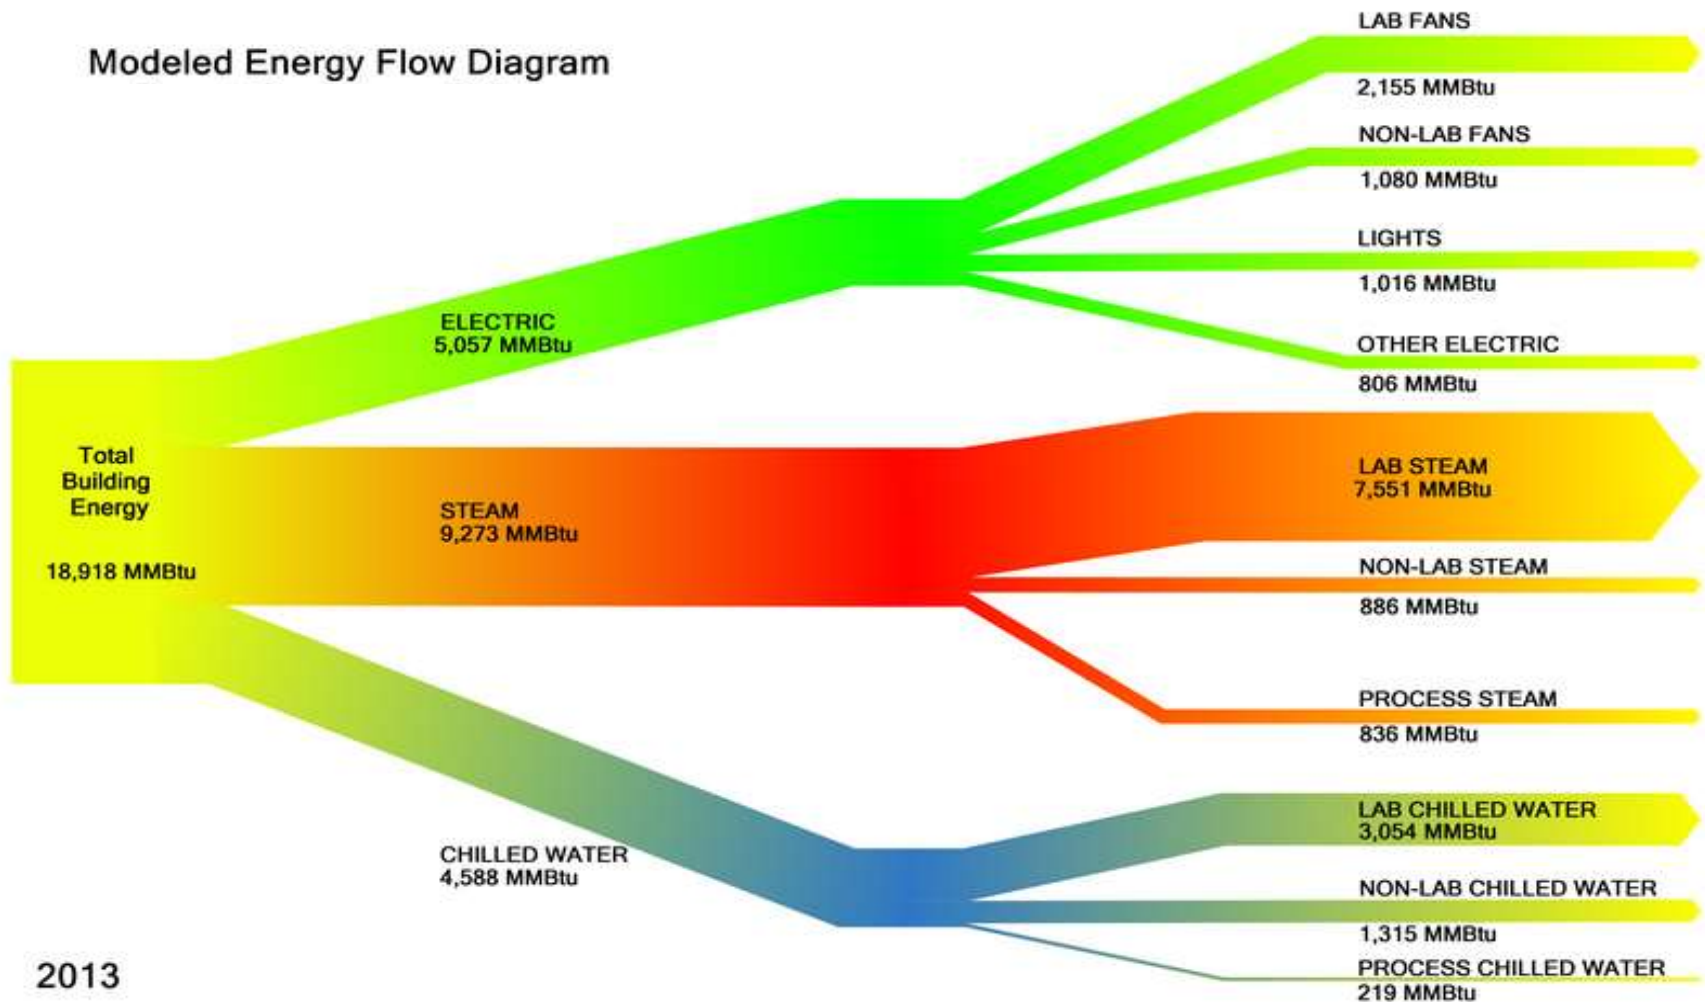 Modeled Energy Flow Diagram
LAB FANS
2,155 MMBtu
NON-LAB FANS
1,080 MMBtu
LIGHTS
1,016 MMBtu
OTHER ELECTRIC
806 MMBtu
ELECTRIC
5,057 MMBtu
Total
Building
Energy
18,918 MMBtu
STEAM
9,273 MMBtu
LAB STEAM
7,551 MMBtu
NON-LAB STEAM
886 MMBtu
PROCESS STEAM
836 MMBtu
CHILLED WATER
4,588 MMBtu
LAB CHILLED WATER
3,054 MMBtu
NON-LAB CHILLED WATER
1,315 MMBtu
PROCESS CHILLED WATER
219 MMBtu
2013